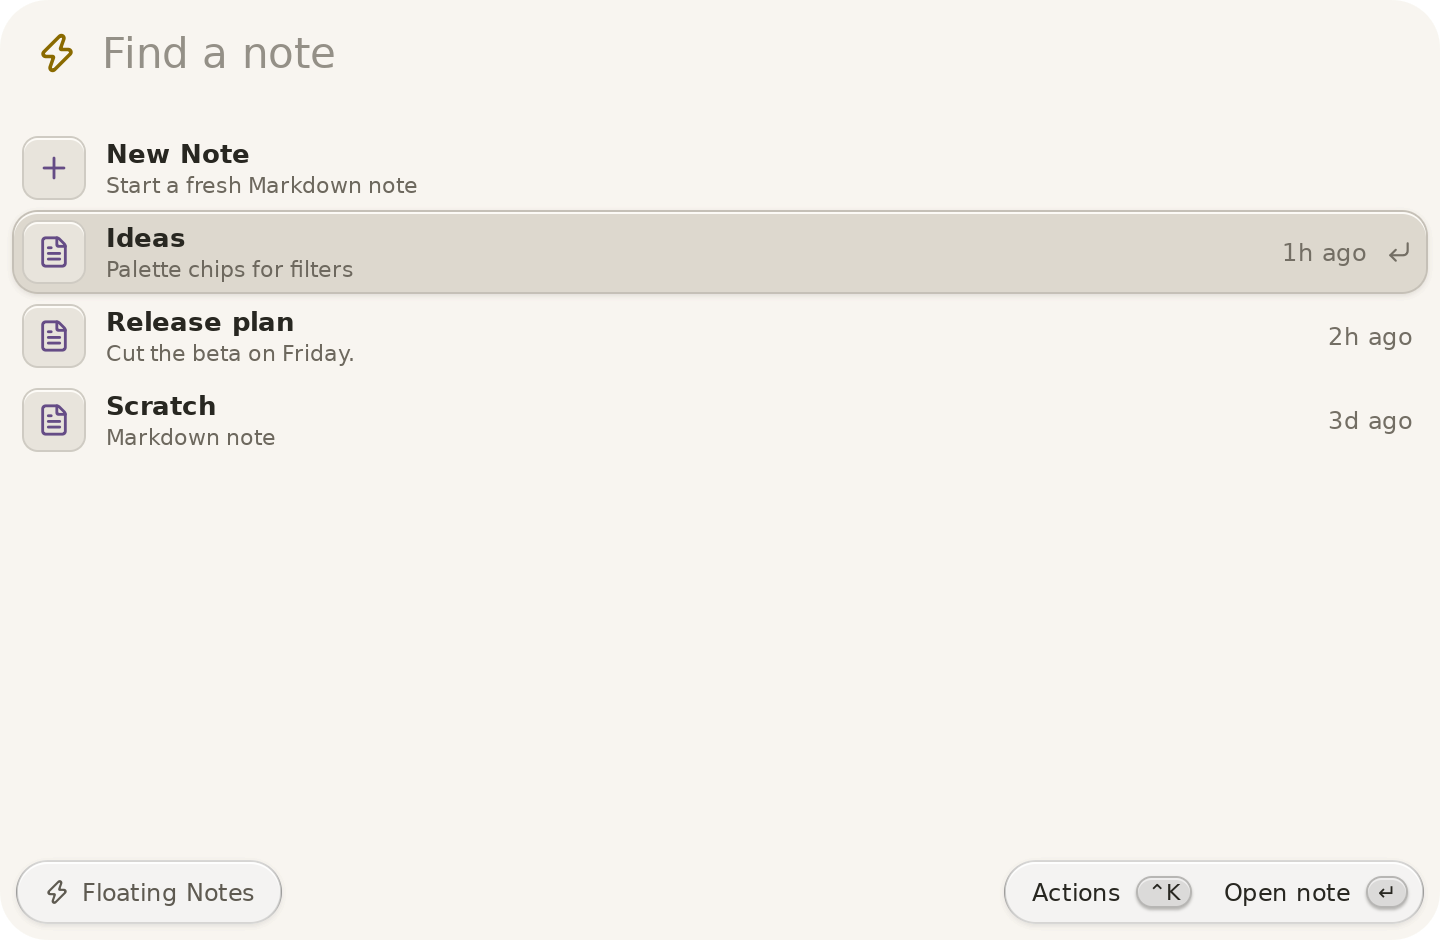 Find a note
New Note
Start a fresh Markdown note
Ideas
Palette chips for filters
1h ago
Release plan
Cut the beta on Friday.
2h ago
Scratch
Markdown note
3d ago
Floating Notes
Actions ^K Open note ↵